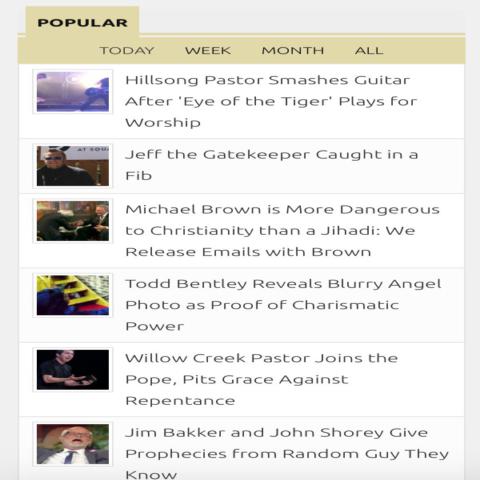 POPULAR
TODAY WEEK MONTH ALL
Hillsong Pastor Smashes Guitar
After 'Eye of the Tiger' Plays for
Worship
Jeff the Gatekeeper Caught in a
Fib
Michael Brown is More Dangerous
to Christianity than a Jihadi: We
Release Emails with Brown
Todd Bentley Reveals Blurry Angel
Photo as Proof of Charismatic
Power
Willow Creek Pastor Joins the
Pope, Pits Grace Against
Repentance
Jim Bakker and John Shorey Give
Prophecies from Random Guy They
Know